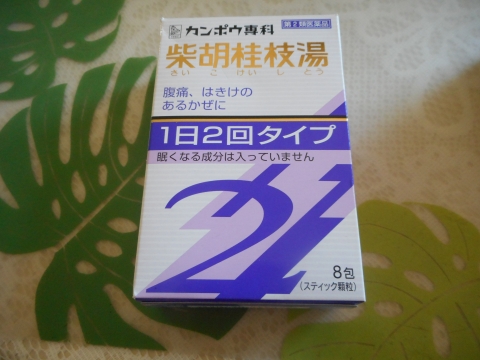 カンポウ専科
第2類医薬品
柴胡桂枝湯
さいこけいしとう
腹痛、はきけの
あるかぜに
1日2回タイプ
眠くなる成分は入っていません
8包
(スティック顆粒)